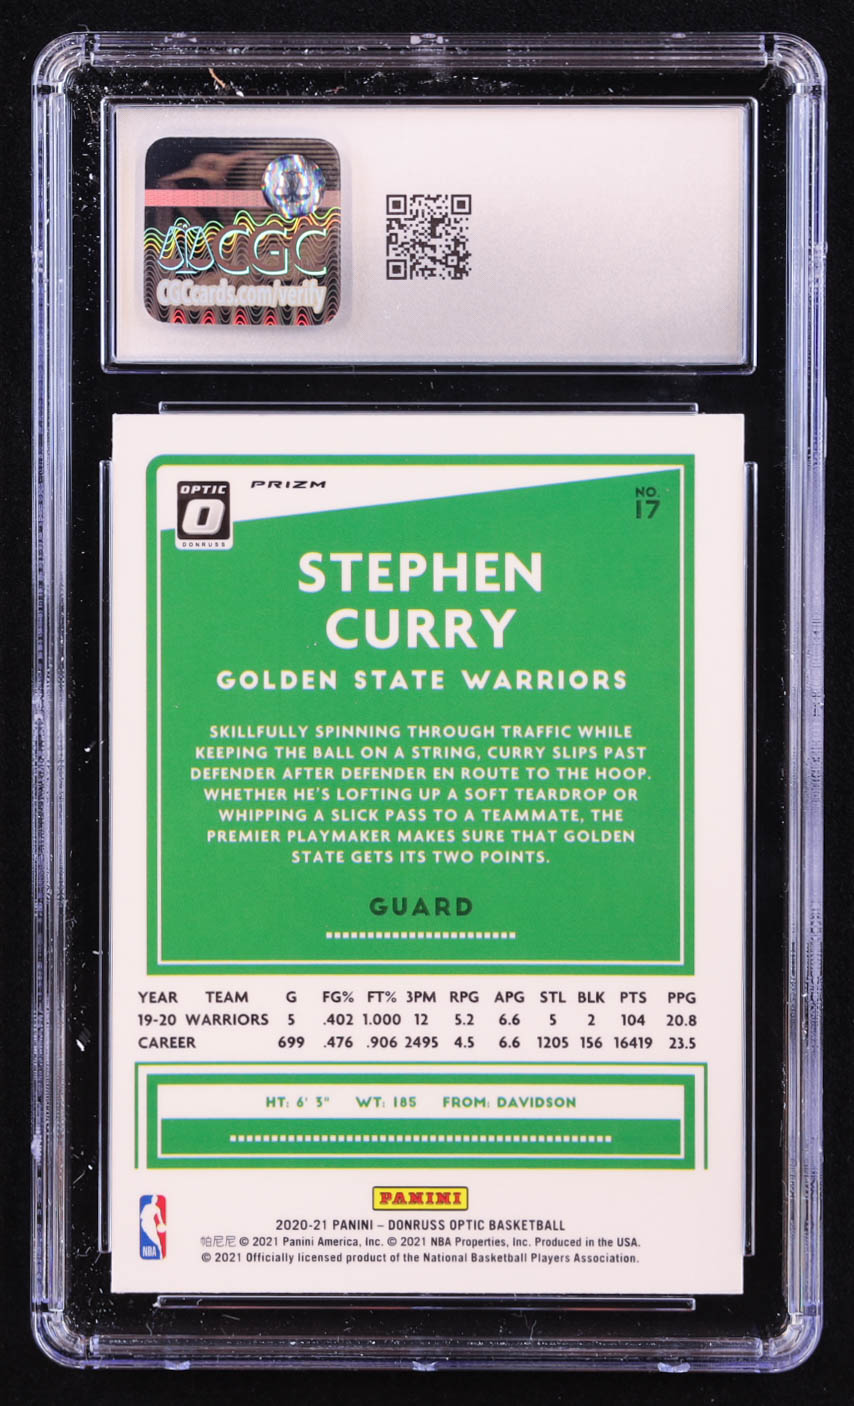 CGC
CGCcards.com/verify
OPTIC
DONRUSS
PRIZM
NO.
17
STEPHEN
CURRY
GOLDEN STATE WARRIORS
SKILLFULLY SPINNING THROUGH TRAFFIC WHILE
KEEPING THE BALL ON A STRING, CURRY SLIPS PAST
DEFENDER AFTER DEFENDER EN ROUTE TO THE HOOP.
WHETHER HE'S LOFTING UP A SOFT TEARDROP OR
WHIPPING A SLICK PASS TO A TEAMMATE, THE
PREMIER PLAYMAKER MAKES SURE THAT GOLDEN
STATE GETS ITS TWO POINTS.
GUARD
YEAR TEAM G FG% FT% 3PM RPG APG STL BLK PTS PPG
19-20 WARRIORS 5 .402 1.000 12 5.2 6.6 5 2 104 20.8
CAREER 699 .476 .906 2495 4.5 6.6 1205 156 16419 23.5
HT: 6' 3" WT: 185 FROM: DAVIDSON
PANINI
NBA
2020-21 PANINI – DONRUSS OPTIC BASKETBALL
帕尼尼 © 2021 Panini America, Inc. © 2021 NBA Properties, Inc. Produced in the USA.
© 2021 Officially licensed product of the National Basketball Players Association.